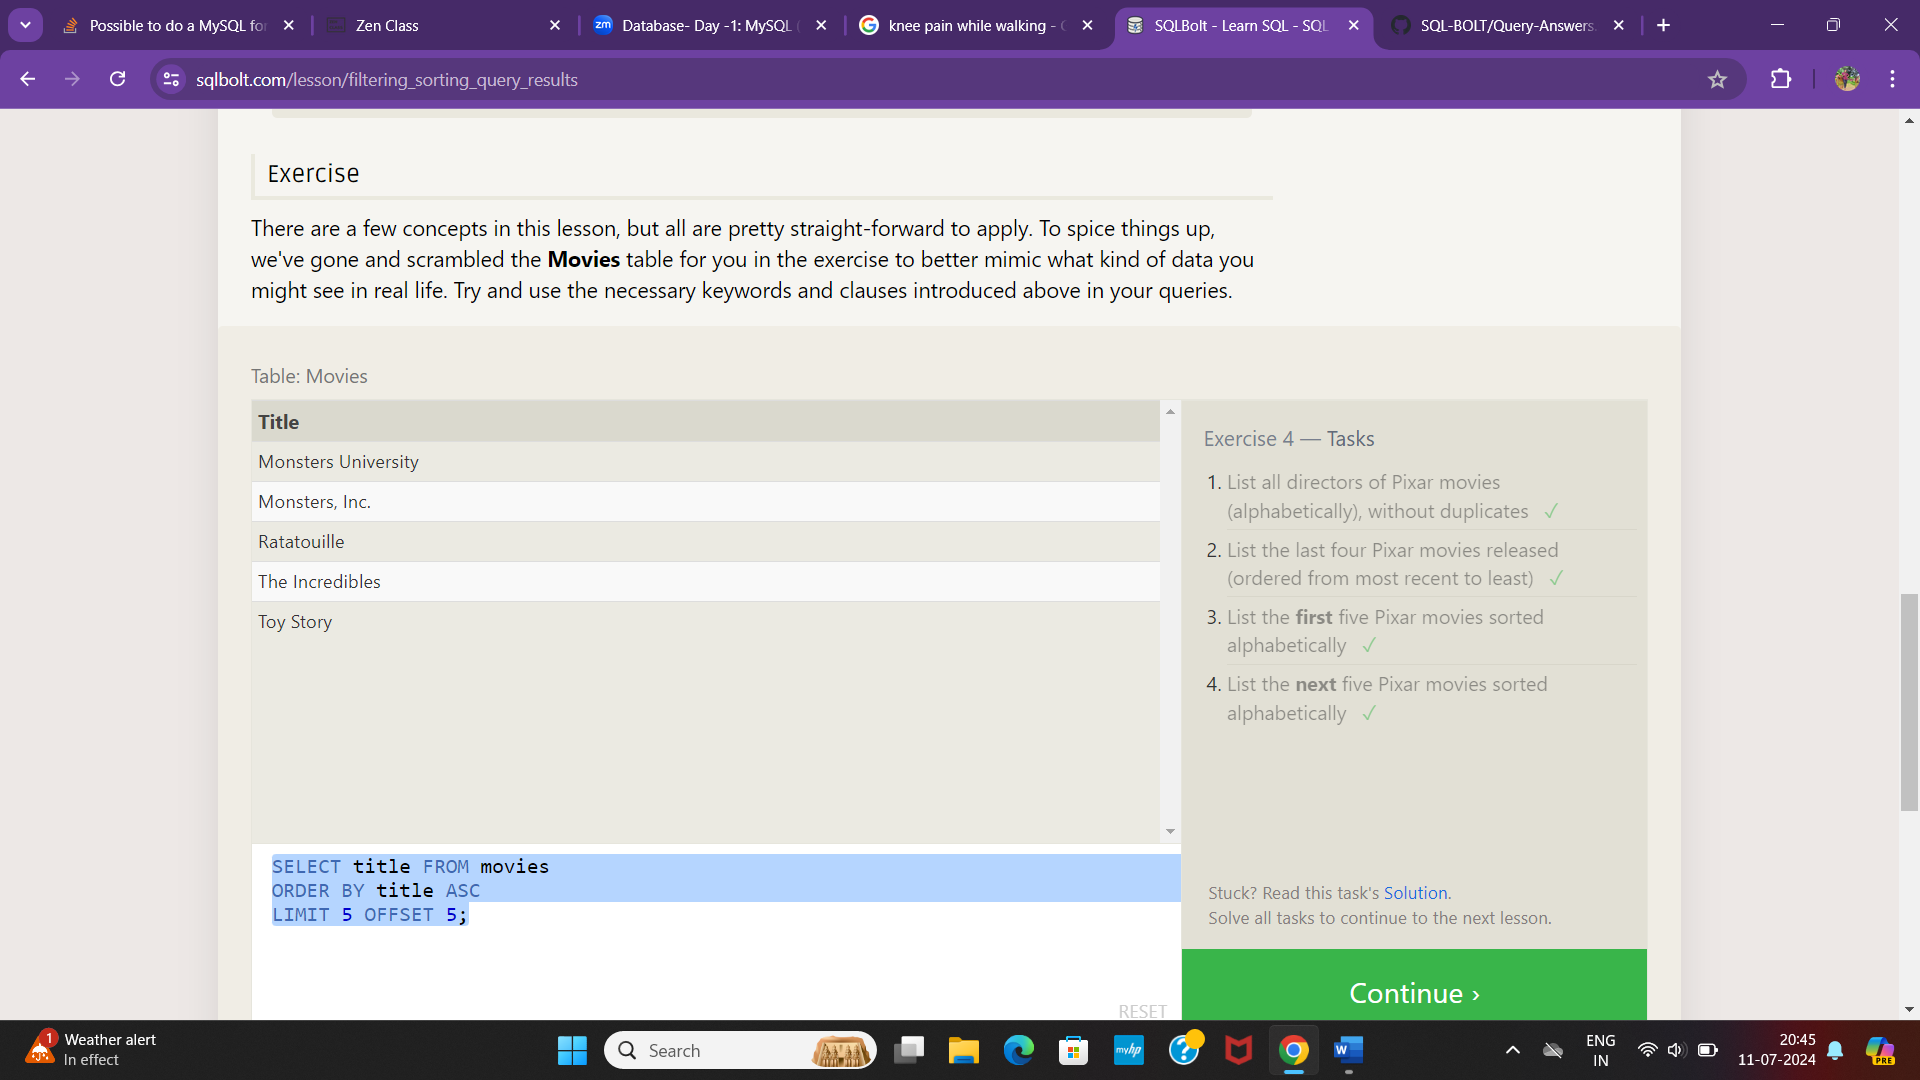 Possible to do a MySQL for
Zen Class
zm Database- Day -1: MySQL (
knee pain while walking - G
SQLBolt - Learn SQL - SQL
SQL-BOLT/Query-Answers.
sqlbolt.com/lesson/filtering_sorting_query_results
Exercise
There are a few concepts in this lesson, but all are pretty straight-forward to apply. To spice things up,
we've gone and scrambled the Movies table for you in the exercise to better mimic what kind of data you
might see in real life. Try and use the necessary keywords and clauses introduced above in your queries.
Table: Movies
Title
Monsters University
Monsters, Inc.
Ratatouille
The Incredibles
Toy Story
SELECT title FROM movies
ORDER BY title ASC
LIMIT 5 OFFSET 5;
RESET
Exercise 4 — Tasks
1. List all directors of Pixar movies
(alphabetically), without duplicates ✓
2. List the last four Pixar movies released
(ordered from most recent to least) ✓
3. List the first five Pixar movies sorted
alphabetically ✓
4. List the next five Pixar movies sorted
alphabetically ✓
Stuck? Read this task's Solution.
Solve all tasks to continue to the next lesson.
Continue ›
1
Weather alert
In effect
Search
myhp
W
ENG
IN
20:45
11-07-2024
PRE